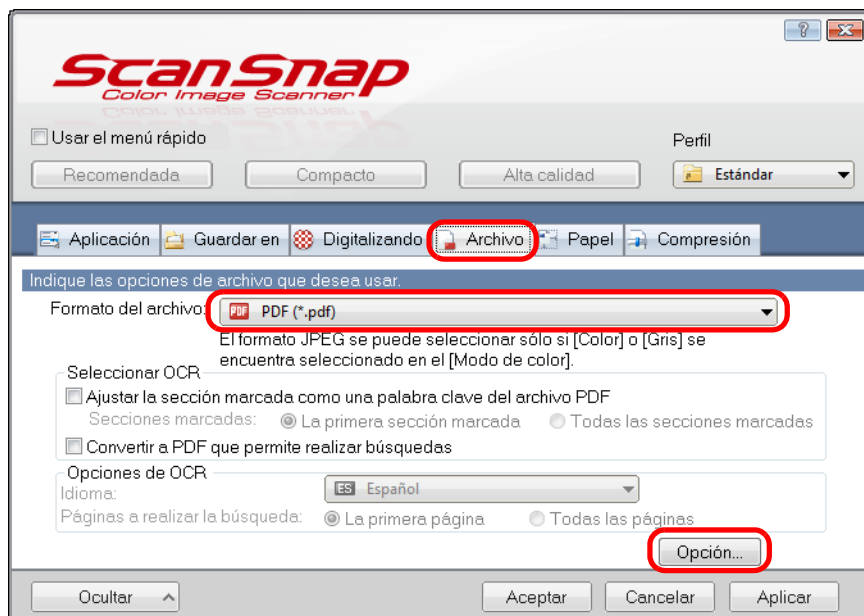 ScanSnap
Color Image Scanner
Usar el menú rápido
Perfil
Recomendada Compacto Alta calidad Estándar
Aplicación Guardar en Digitalizando Archivo Papel Compresión
Indique las opciones de archivo que desea usar.
Formato del archivo: PDF PDF (*.pdf)
El formato JPEG se puede seleccionar sólo si [Color] o [Gris] se
encuentra seleccionado en el [Modo de color].
Seleccionar OCR
Ajustar la sección marcada como una palabra clave del archivo PDF
Secciones marcadas: La primera sección marcada Todas las secciones marcadas
Convertir a PDF que permite realizar búsquedas
Opciones de OCR
Idioma: ES Español
Páginas a realizar la búsqueda: La primera página Todas las páginas
Opción...
Ocultar Aceptar Cancelar Aplicar